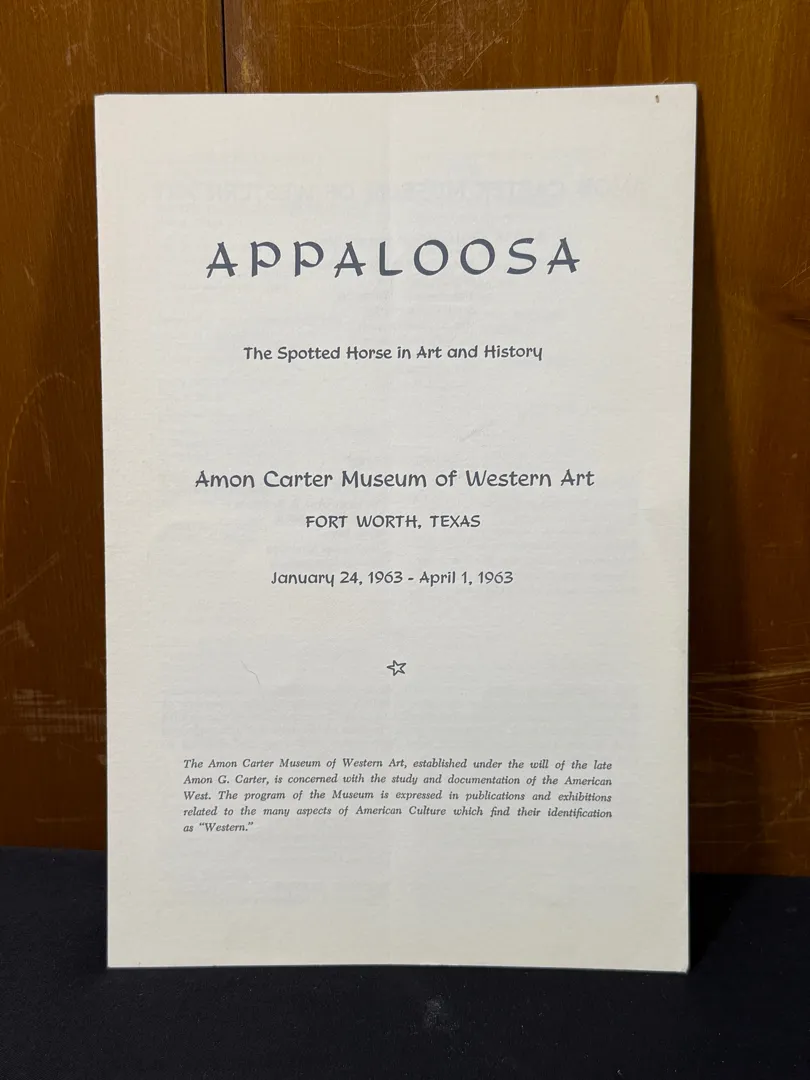 APPALOOSA
The Spotted Horse in Art and History
Amon Carter Museum of Western Art
FORT WORTH, TEXAS
January 24, 1963 - April 1, 1963
The Amon Carter Museum of Western Art, established under the will of the late
Amon G. Carter, is concerned with the study and documentation of the American
West. The program of the Museum is expressed in publications and exhibitions
related to the many aspects of American Culture which find their identification
as “Western.”